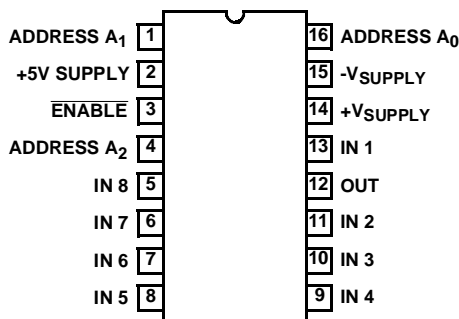 ADDRESS A₁ 1 16 ADDRESS A₀
+5V SUPPLY 2 15 -VSUPPLY
ENABLE 3 14 +VSUPPLY
ADDRESS A₂ 4 13 IN 1
IN 8 5 12 OUT
IN 7 6 11 IN 2
IN 6 7 10 IN 3
IN 5 8 9 IN 4